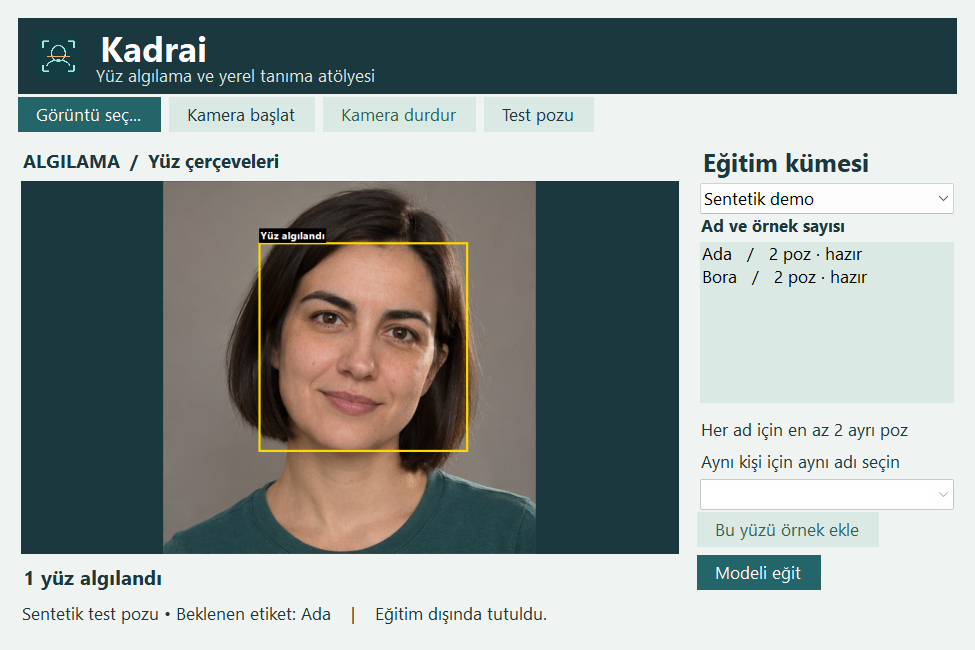 Kadrai
Yüz algılama ve yerel tanıma atölyesi
Görüntü seç...
Kamera başlat
Kamera durdur
Test pozu
ALGILAMA / Yüz çerçeveleri
Yüz algılandı
1 yüz algılandı
Sentetik test pozu • Beklenen etiket: Ada | Eğitim dışında tutuldu.
Eğitim kümesi
Sentetik demo
Ad ve örnek sayısı
Ada / 2 poz · hazır
Bora / 2 poz · hazır
Her ad için en az 2 ayrı poz
Aynı kişi için aynı adı seçin
Bu yüzü örnek ekle
Modeli eğit